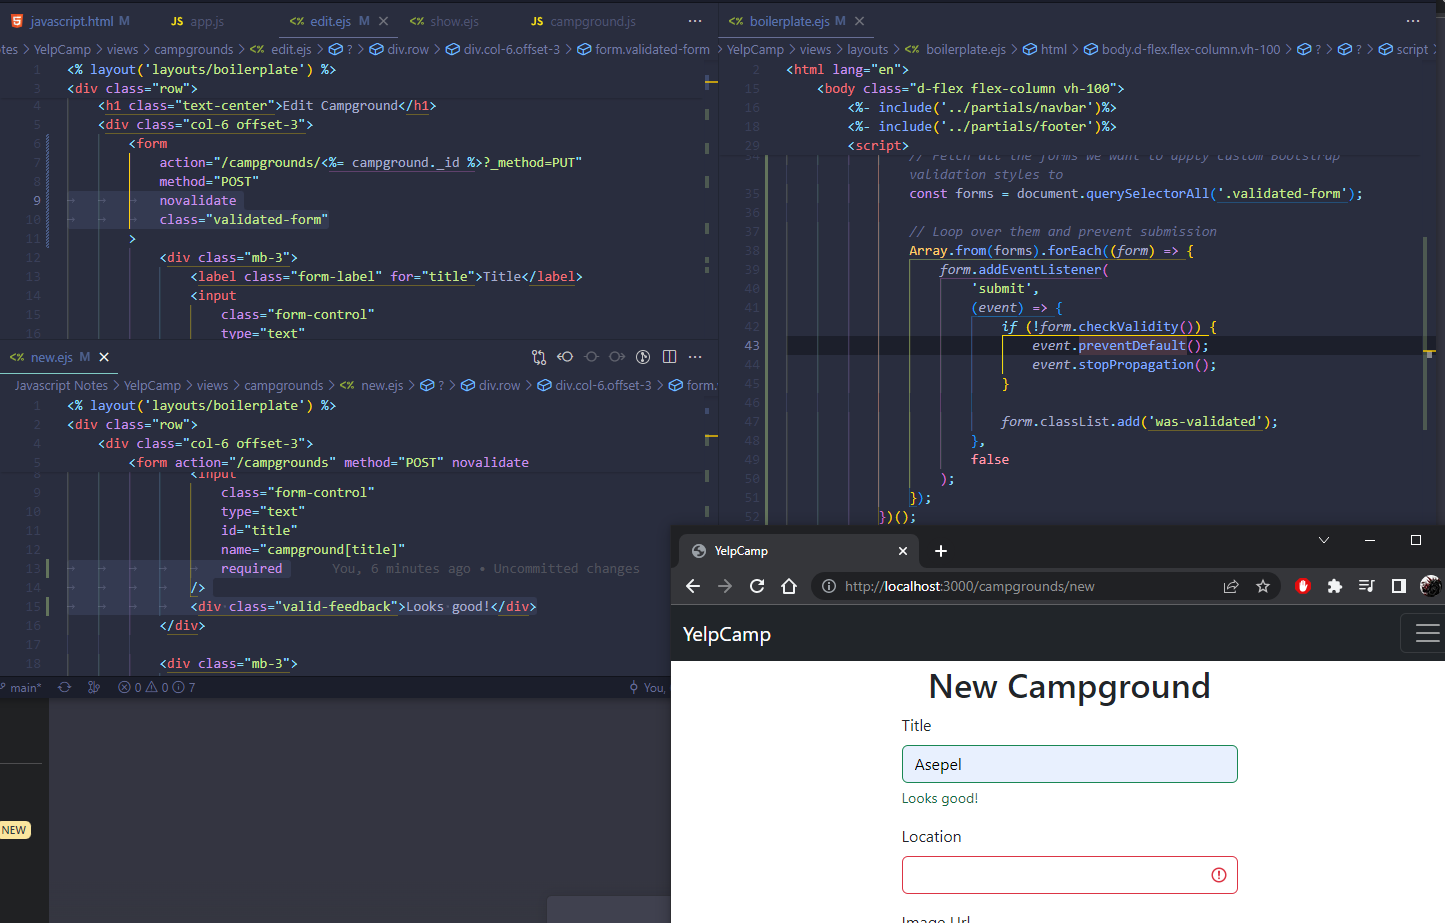 javascript.html M
app.js
edit.ejs M
show.ejs
campground.js
otes > YelpCamp > views > campgrounds > edit.ejs > ? > div.row > div.col-6.offset-3 > form.validated-form
1 <% layout('layouts/boilerplate') %>
3 <div class="row">
4 <h1 class="text-center">Edit Campground</h1>
5 <div class="col-6 offset-3">
6 <form
7 action="/campgrounds/<%= campground._id %>?_method=PUT"
8 method="POST"
9 novalidate
10 class="validated-form"
11 >
12 <div class="mb-3">
13 <label class="form-label" for="title">Title</label>
14 <input
15 class="form-control"
16 type="text"
new.ejs M
Javascript Notes > YelpCamp > views > campgrounds > new.ejs > ? > div.row > div.col-6.offset-3 > form.
1 <% layout('layouts/boilerplate') %>
2 <div class="row">
4 <div class="col-6 offset-3">
5 <form action="/campgrounds" method="POST" novalidate
8 <input
9 class="form-control"
10 type="text"
11 id="title"
12 name="campground[title]"
13 required You, 6 minutes ago • Uncommitted changes
14 />
15 <div class="valid-feedback">Looks good!</div>
16 </div>
17
18 <div class="mb-3">
main* 0 0 7 You,
NEW
boilerplate.ejs M
YelpCamp > views > layouts > boilerplate.ejs > html > body.d-flex.flex-column.vh-100 > ? > ? > script
2 <html lang="en">
15 <body class="d-flex flex-column vh-100">
16 <%- include('../partials/navbar')%>
18 <%- include('../partials/footer')%>
29 <script>
34 // Fetch all the forms we want to apply custom Bootstrap
validation styles to
35 const forms = document.querySelectorAll('.validated-form');
36
37 // Loop over them and prevent submission
38 Array.from(forms).forEach((form) => {
39 form.addEventListener(
40 'submit',
41 (event) => {
42 if (!form.checkValidity()) {
43 event.preventDefault();
44 event.stopPropagation();
45 }
46
47 form.classList.add('was-validated');
48 },
49 false
50 );
51 });
52 })();
YelpCamp
http://localhost:3000/campgrounds/new
YelpCamp
New Campground
Title
Asepel
Looks good!
Location
Image Url